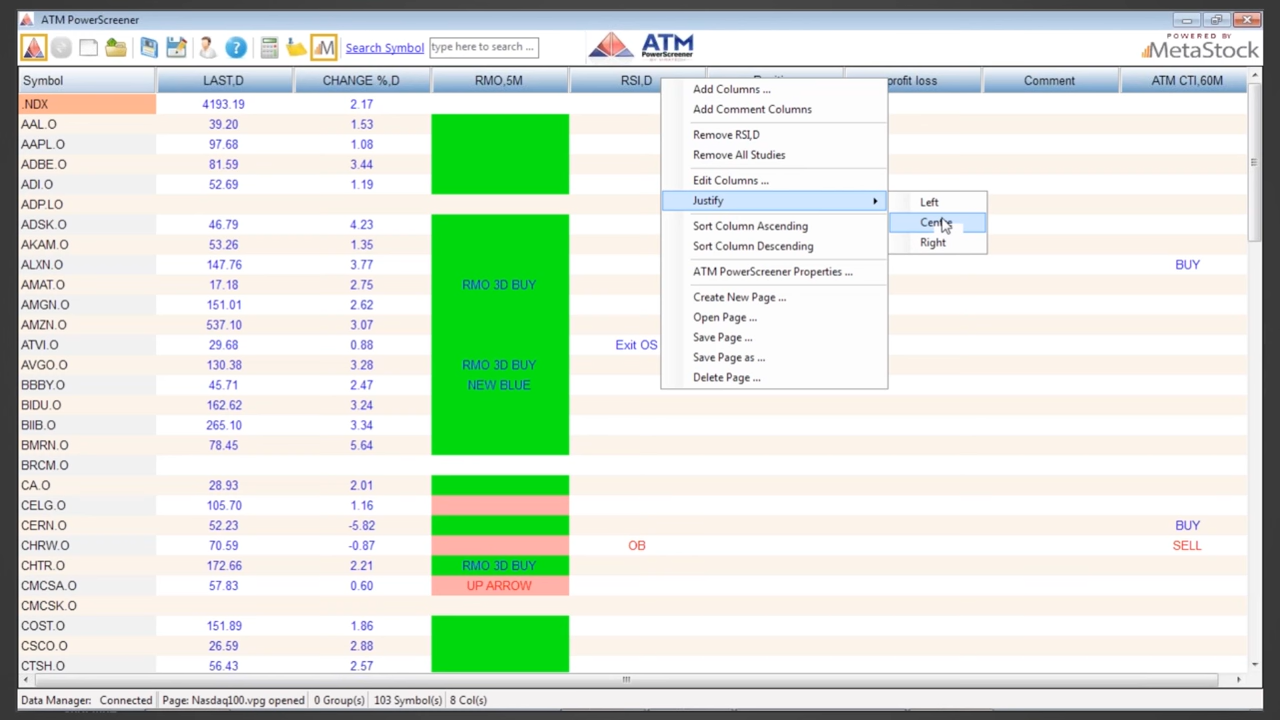 ATM PowerScreener
Search Symbol type here to search ...
ATM
PowerScreener
POWERED BY
MetaStock
Symbol LAST,D CHANGE %,D RMO,5M RSI,D profit loss Comment ATM CTI,60M
.NDX 4193.19 2.17
AAL.O 39.20 1.53
AAPL.O 97.68 1.08
ADBE.O 81.59 3.44
ADI.O 52.69 1.19
ADP.LO
ADSK.O 46.79 4.23
AKAM.O 53.26 1.35
ALXN.O 147.76 3.77 BUY
AMAT.O 17.18 2.75 RMO 3D BUY
AMGN.O 151.01 2.62
AMZN.O 537.10 3.07
ATVI.O 29.68 0.88 Exit OS
AVGO.O 130.38 3.28 RMO 3D BUY
BBBY.O 45.71 2.47 NEW BLUE
BIDU.O 162.62 3.24
BIIB.O 265.10 3.34
BMRN.O 78.45 5.64
BRCM.O
CA.O 28.93 2.01
CELG.O 105.70 1.16
CERN.O 52.23 -5.82 BUY
CHRW.O 70.59 -0.87 OB SELL
CHTR.O 172.66 2.21 RMO 3D BUY
CMCSA.O 57.83 0.60 UP ARROW
CMCSK.O
COST.O 151.89 1.86
CSCO.O 26.59 2.88
CTSH.O 56.43 2.57
Add Columns ...
Add Comment Columns
Remove RSI,D
Remove All Studies
Edit Columns ...
Justify
Sort Column Ascending
Sort Column Descending
ATM PowerScreener Properties ...
Create New Page ...
Open Page ...
Save Page ...
Save Page as ...
Delete Page ...
Left
Right
Data Manager: Connected Page: Nasdaq100.vpg opened 0 Group(s) 103 Symbol(s) 8 Col(s)